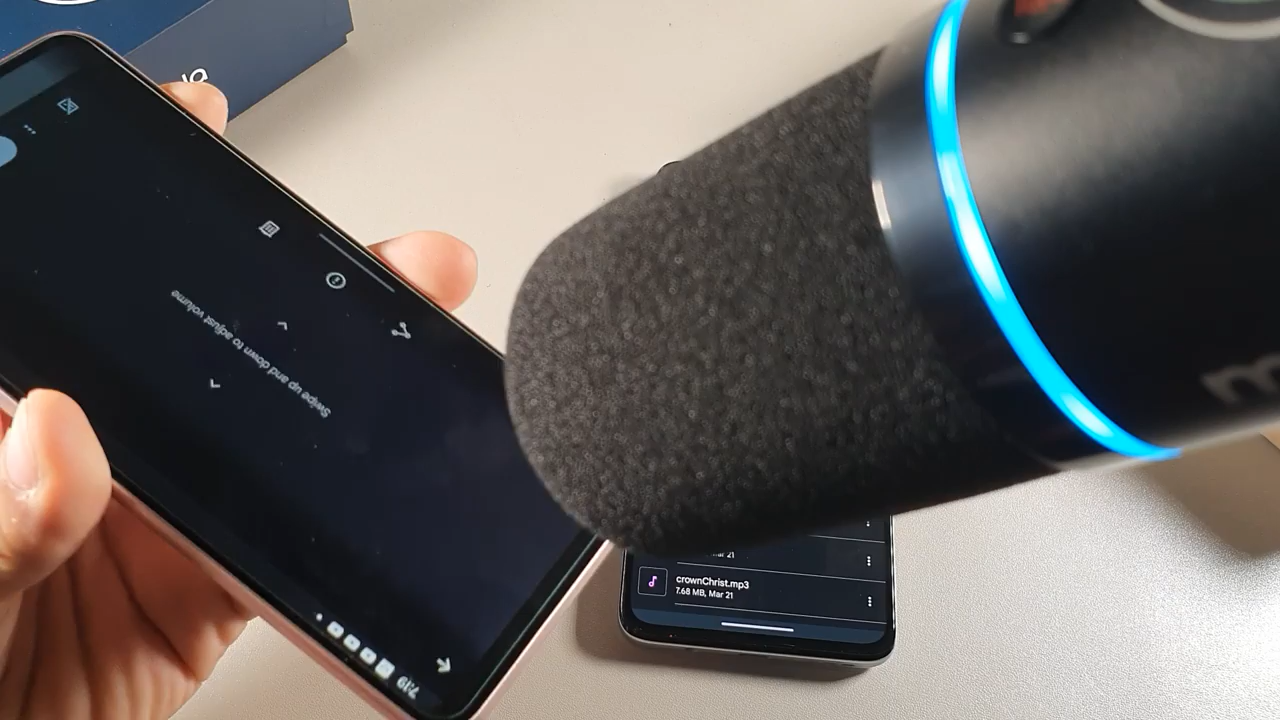 Swipe up and down to adjust volume
Mar 21
crownChrist.mp3
7.68 MB, Mar 21